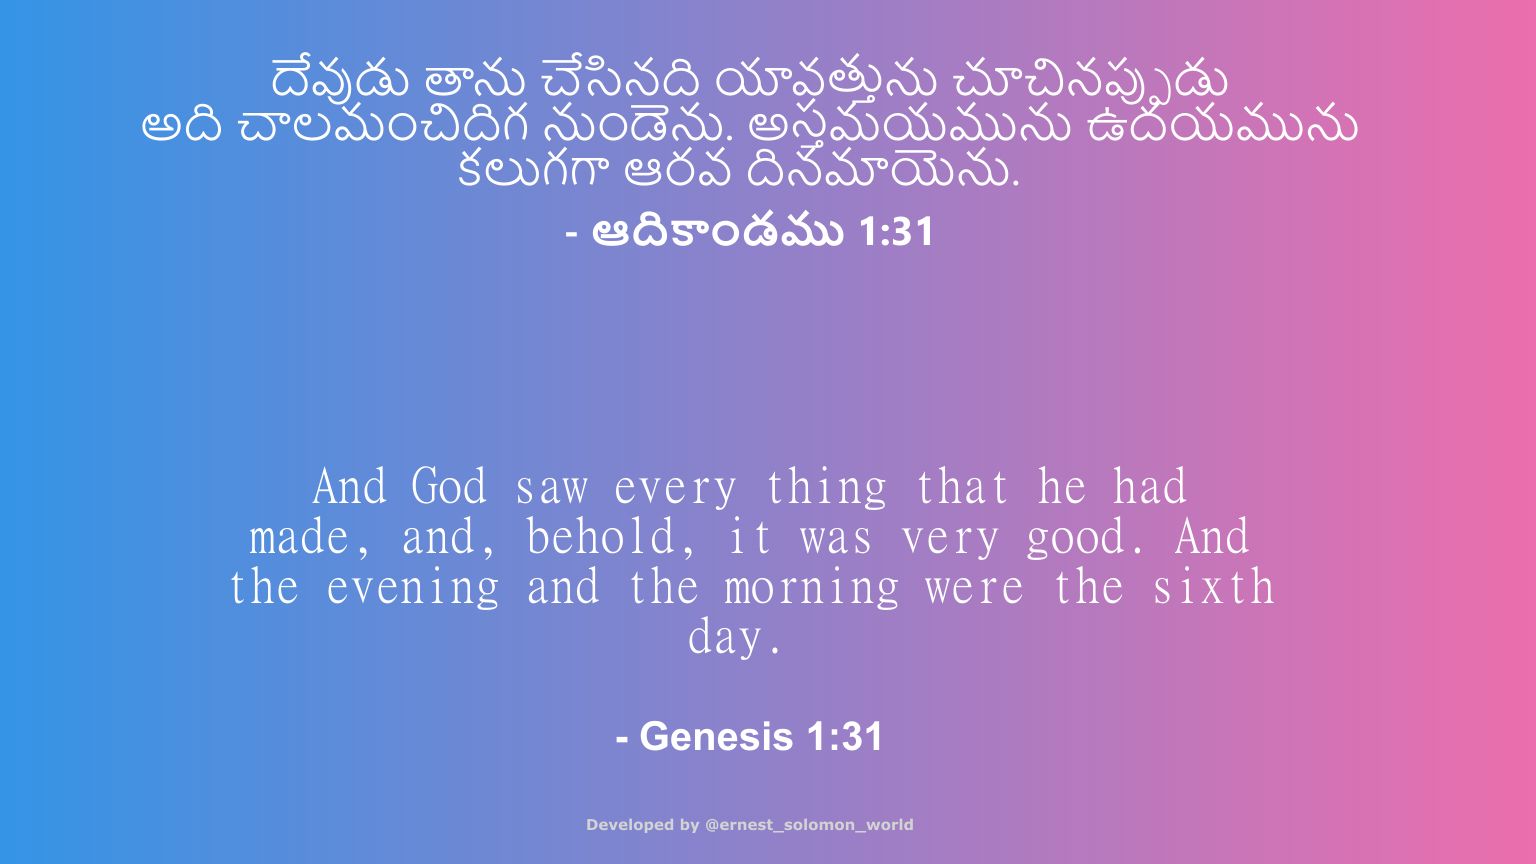 దేవుడు తాను చేసినది యావత్తును చూచినప్పుడు
అది చాలమంచిదిగ నుండెను. అస్తమయమును ఉదయమును
కలుగగా ఆరవ దినమాయెను.
- ఆదికాండము 1:31
And God saw every thing that he had
made, and, behold, it was very good. And
the evening and the morning were the sixth
day.
- Genesis 1:31
Developed by @ernest_solomon_world